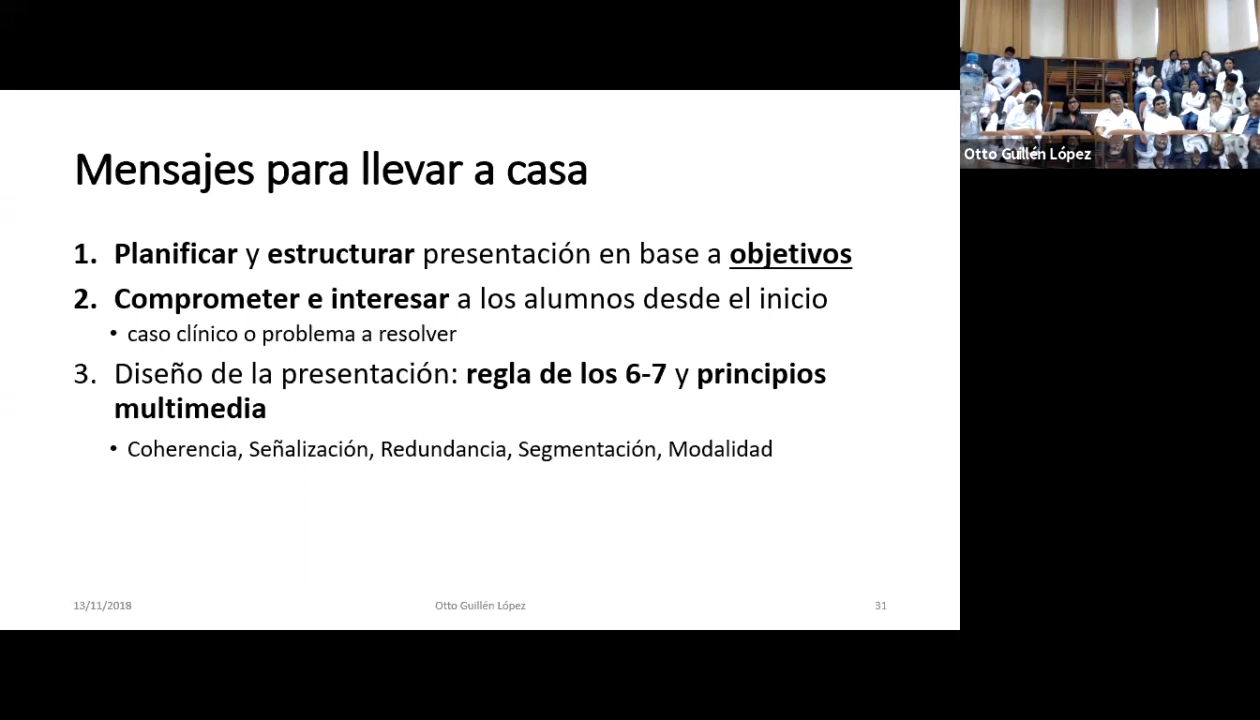 Mensajes para llevar a casa
1. Planificar y estructurar presentación en base a objetivos
2. Comprometer e interesar a los alumnos desde el inicio
• caso clínico o problema a resolver
3. Diseño de la presentación: regla de los 6-7 y principios
multimedia
• Coherencia, Señalización, Redundancia, Segmentación, Modalidad
13/11/2018
Otto Guillén López
31
Otto Guillén López